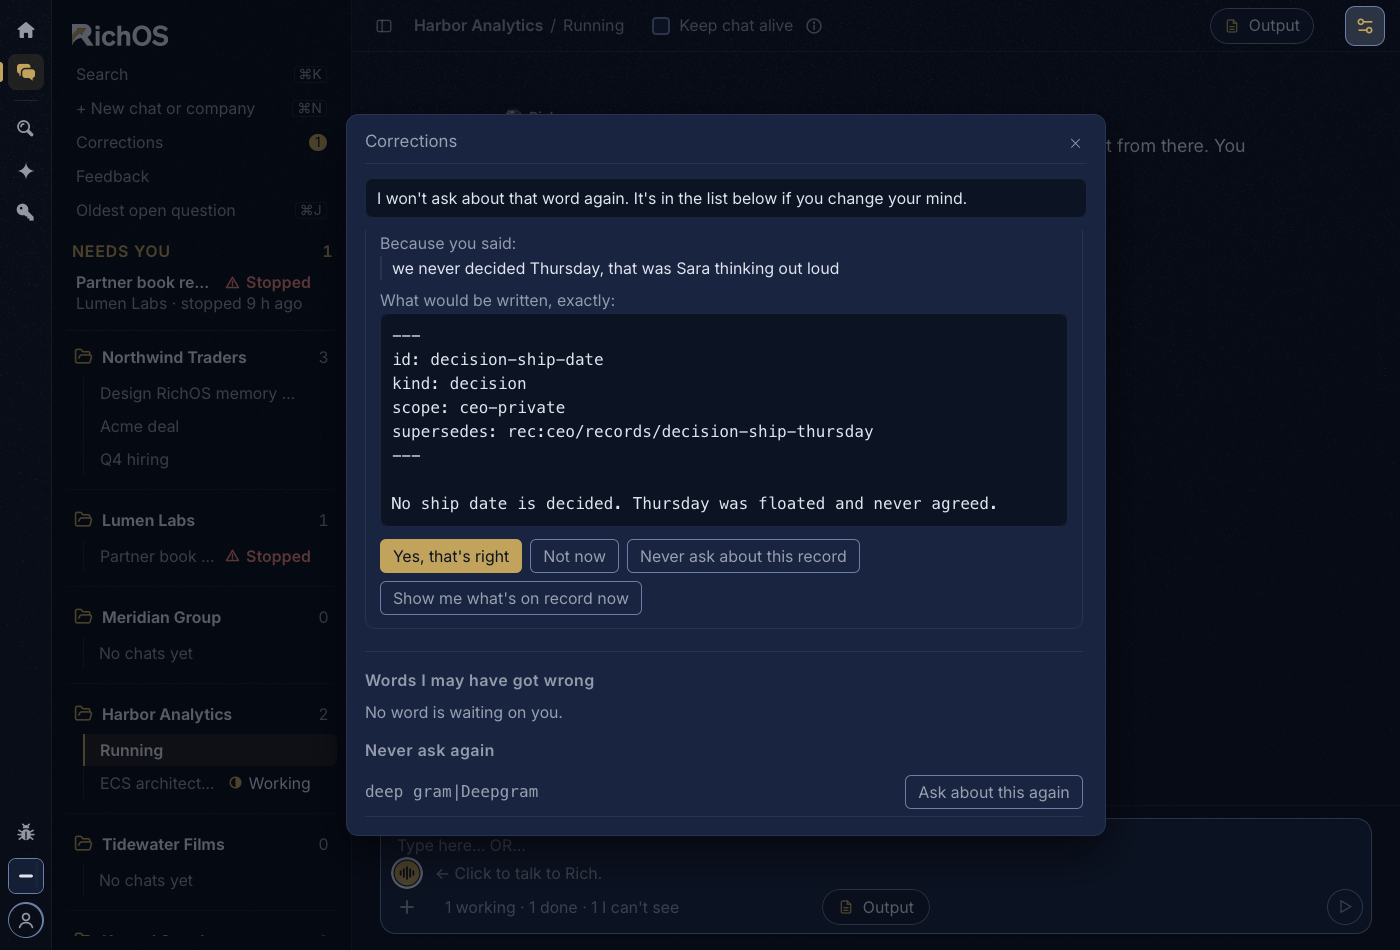 RichOS
Search ⌘K
+ New chat or company ⌘N
Corrections 1
Feedback
Oldest open question ⌘J
NEEDS YOU 1
Partner book re... Stopped
Lumen Labs · stopped 9 h ago
Northwind Traders 3
Design RichOS memory ...
Acme deal
Q4 hiring
Lumen Labs 1
Partner book ... Stopped
Meridian Group 0
No chats yet
Harbor Analytics 2
Running
ECS architect... Working
Tidewater Films 0
No chats yet
Harbor Analytics / Running
Keep chat alive
Output
t from there. You
Corrections
I won't ask about that word again. It's in the list below if you change your mind.
Because you said:
we never decided Thursday, that was Sara thinking out loud
What would be written, exactly:
---
id: decision-ship-date
kind: decision
scope: ceo-private
supersedes: rec:ceo/records/decision-ship-thursday
---
No ship date is decided. Thursday was floated and never agreed.
Yes, that's right
Not now
Never ask about this record
Show me what's on record now
Words I may have got wrong
No word is waiting on you.
Never ask again
deep gram|Deepgram
Ask about this again
Type here... OR...
← Click to talk to Rich.
1 working · 1 done · 1 I can't see
Output